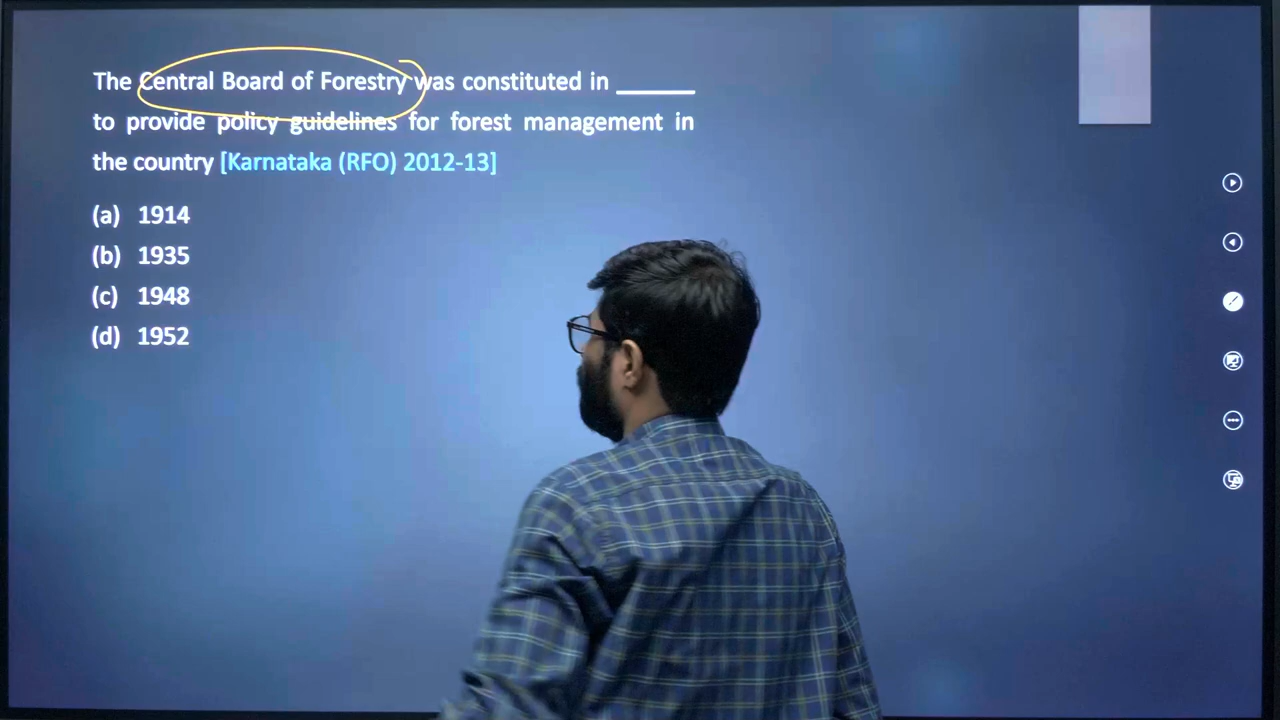 The Central Board of Forestry was constituted in ______
to provide policy guidelines for forest management in
the country [Karnataka (RFO) 2012-13]
(a) 1914
(b) 1935
(c) 1948
(d) 1952